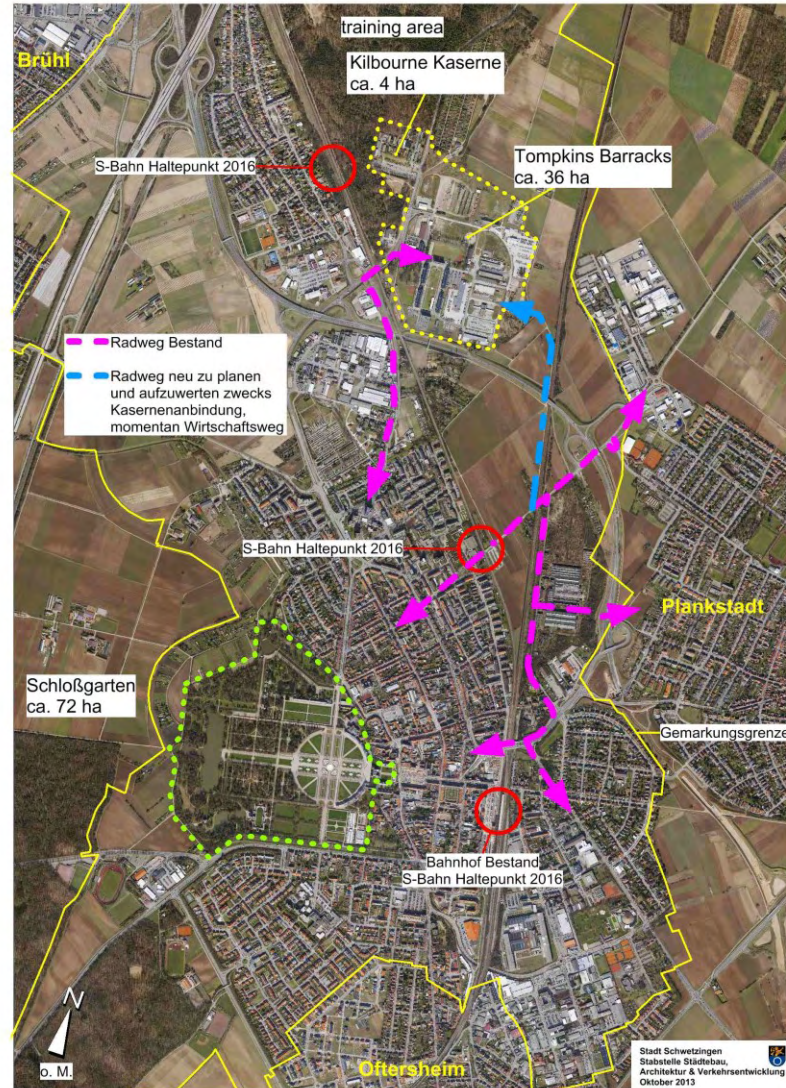 training area
Brühl
Kilbourne Kaserne
ca. 4 ha
S-Bahn Haltepunkt 2016
Tompkins Barracks
ca. 36 ha
Radweg Bestand
Radweg neu zu planen
und aufzuwerten zwecks
Kasernenanbindung,
momentan Wirtschaftsweg
S-Bahn Haltepunkt 2016
Plankstadt
Schloßgarten
ca. 72 ha
Gemarkungsgrenze
Bahnhof Bestand
S-Bahn Haltepunkt 2016
N
o. M.
Oftersheim
Stadt Schwetzingen
Stabstelle Städtebau,
Architektur & Verkehrsentwicklung
Oktober 2013